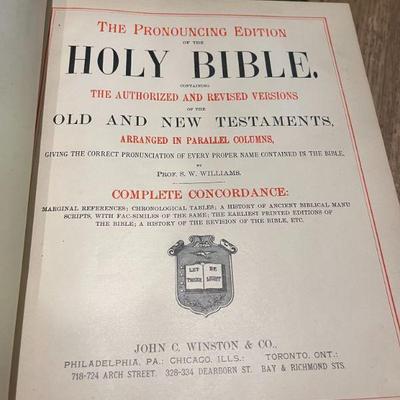 THE PRONOUNCING EDITION
OF THE
HOLY BIBLE,
CONTAINING
THE AUTHORIZED AND REVISED VERSIONS
OF THE
OLD AND NEW TESTAMENTS,
ARRANGED IN PARALLEL COLUMNS,
GIVING THE CORRECT PRONUNCIATION OF EVERY PROPER NAME CONTAINED IN THE BIBLE,
BY
PROF. S. W. WILLIAMS.
COMPLETE CONCORDANCE:
MARGINAL REFERENCES; CHRONOLOGICAL TABLES; A HISTORY OF ANCIENT BIBLICAL MANU
SCRIPTS, WITH FAC-SIMILES OF THE SAME; THE EARLIEST PRINTED EDITIONS OF
THE BIBLE; A HISTORY OF THE REVISION OF THE BIBLE, ETC.
LET BE
THERE LIGHT
JOHN C. WINSTON & CO.,
PHILADELPHIA, PA.: CHICAGO, ILLS.: TORONTO, ONT.:
718-724 ARCH STREET. 328-334 DEARBORN ST. BAY & RICHMOND STS.